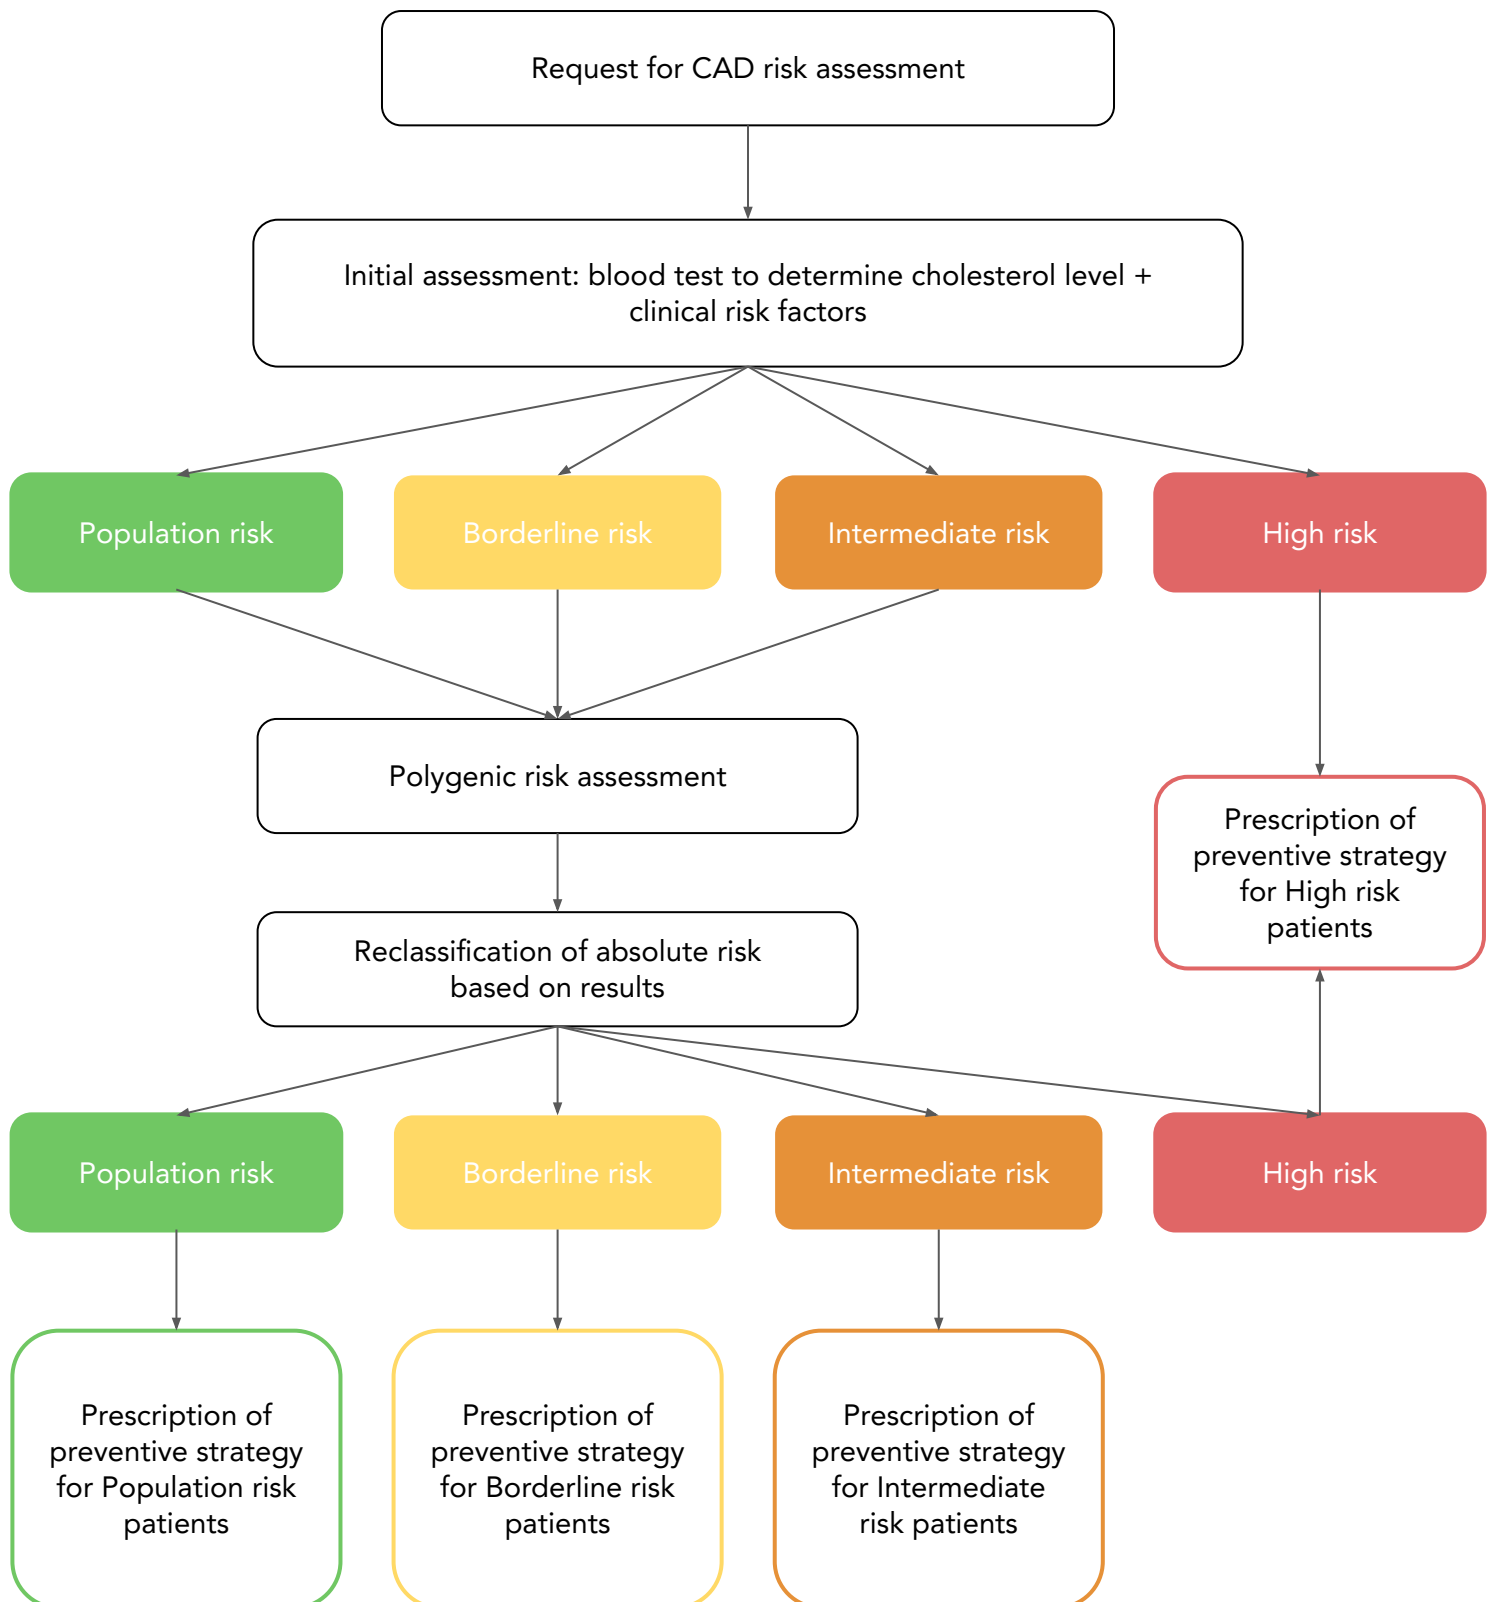 Request for CAD risk assessment
Initial assessment: blood test to determine cholesterol level +
clinical risk factors
Population risk
Borderline risk
Intermediate risk
High risk
Polygenic risk assessment
Prescription of
preventive strategy
for High risk
patients
Reclassification of absolute risk
based on results
Population risk
Borderline risk
Intermediate risk
High risk
Prescription of
preventive strategy
for Population risk
patients
Prescription of
preventive strategy
for Borderline risk
patients
Prescription of
preventive strategy
for Intermediate
risk patients